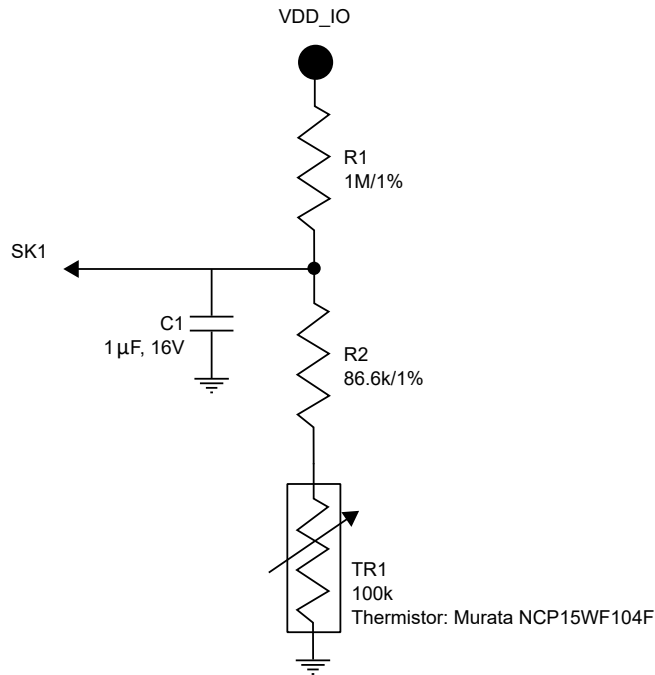 VDD_IO
R1
1M/1%
SK1
C1
1μF, 16V
R2
86.6k/1%
TR1
100k
Thermistor: Murata NCP15WF104F